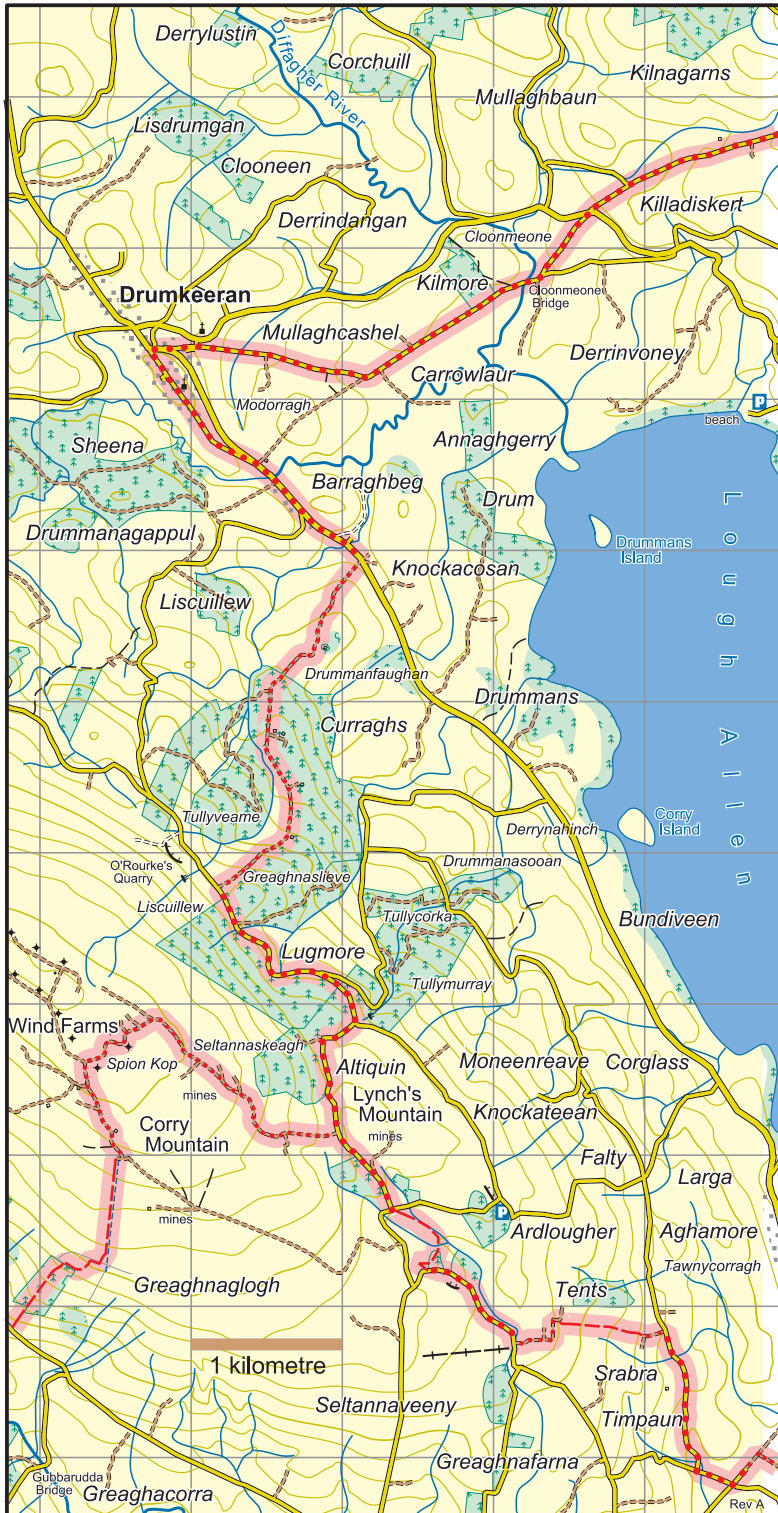 Derrylustin
Diffagher River
Corchuill
Kilnagarns
Mullaghbaun
Lisdrumgan
Clooneen
Killadiskert
Derrindangan
Cloonmeone
Kilmore
Cloonmeone
Bridge
Drumkeeran
Mullaghcashel
Derrinvoney
Carrowlaur
Modorragh
P
beach
Sheena
Annaghgerry
Barraghbeg
Drum
Drummanagappul
Drummans
Island
Lough Allen
Knockacosan
Liscuillew
Drummanfaughan
Drummans
Curraghs
Tullyveame
Corry
Island
Derrynahinch
O'Rourke's
Quarry
Drummanasooan
Greaghnaslieve
Liscuillew
Tullycorka
Bundiveen
Lugmore
Tullymurray
Wind Farms
Seltannaskeagh
Spion Kop
Altiquin
Moneenreave
Corglass
mines
Lynch's
Mountain
Knockateean
Corry
Mountain
mines
Falty
Larga
mines
P
Ardlougher
Aghamore
Tawnycorragh
Greaghnaglogh
Tents
1 kilometre
Srabra
Seltannaveeny
Timpaun
Greaghnafarna
Gubbarudda
Bridge
Greaghacorra
Rev A